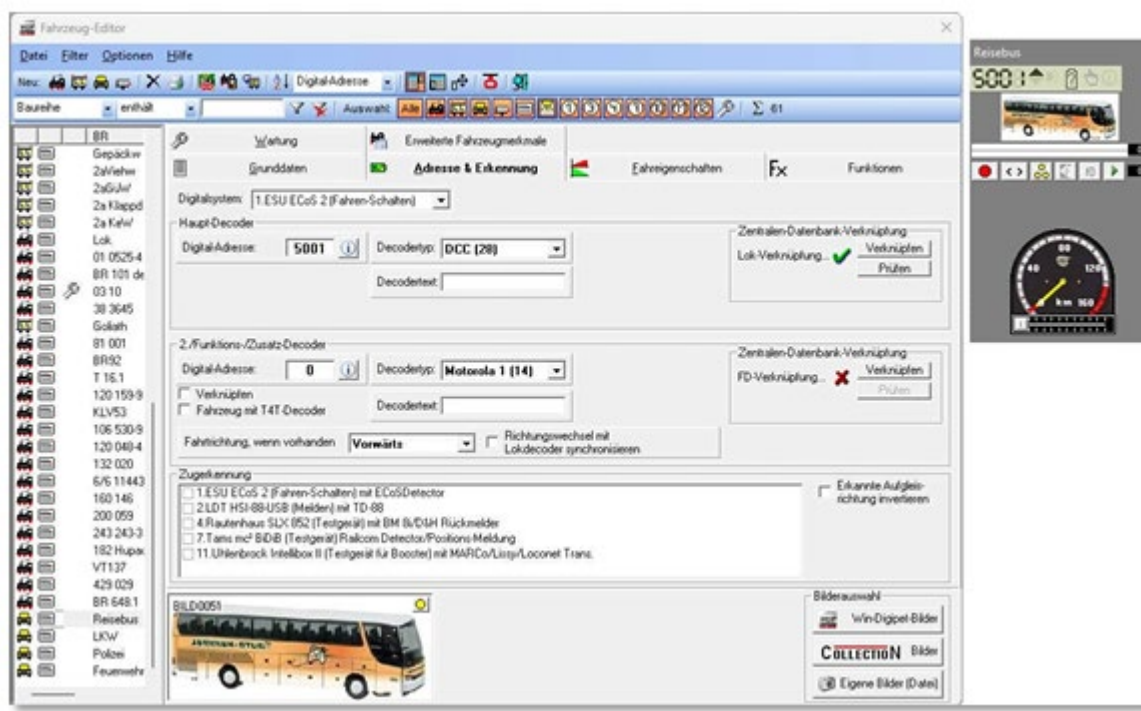 Fahrzeug-Editor
Datei Filter Optionen Hilfe
Neu: Digital-Adresse
Baureihe enthält Auswahl: Alle Σ 61
BR
Gepäckw
2aViehw
2a Klappd
2a KeW
Lok
01 0525-4
BR 101 de
03 10
38 3645
Goliath
81 001
BR92
T 16.1
120 159-9
KLV53
106 530-9
120 048-4
132 020
6/6 11443
160 146
200 059
243 243-3
182 Hupac
VT137
429 029
BR 648.1
Reisebus
LKW
Polizei
Feuerwehr
Wartung Erweiterte Fahrzeugmerkmale
Grunddaten Adresse & Erkennung Fahreigenschaften Fx Funktionen
Digitalsystem: 1.ESU ECoS 2 (Fahren-Schalten)
Haupt-Decoder
Digital-Adresse: 5001 Decodertyp: DCC (28)
Decodertext:
Zentralen-Datenbank-Verknüpfung
Lok-Verknüpfung... Verknüpfen
Prüfen
2./Funktions-/Zusatz-Decoder
Digital-Adresse: 0 Decodertyp: Motorola 1 (14)
Verknüpfen
Fahrzeug mit T4T-Decoder
Decodertext:
Zentralen-Datenbank-Verknüpfung
FD-Verknüpfung... Verknüpfen
Prüfen
Fahrtrichtung, wenn vorhanden Vorwärts Richtungswechsel mit
Lokdecoder synchronisieren
Zugerkennung
1.ESU ECoS 2 (Fahren-Schalten) mit ECoSDetector
2.LDT HSI-88-USB (Melden) mit TD-88
4.Rautenhaus SLX 852 (Testgerät) mit BM 8i/D&H Rückmelder
7.Tams mc² BiDiB (Testgerät) Railcom Detector/Positions-Meldung
11.Uhlenbrock Intellibox II (Testgerät für Booster) mit MARCo/Lissy/Loconet Trans.
Erkannte Aufgleis-
richtung invertieren
BILD0051
Bilderauswahl
Win-Digipet-Bilder
COLLECTION Bilder
Eigene Bilder (Datei)
Reisebus
5001
40 80 120 160
km